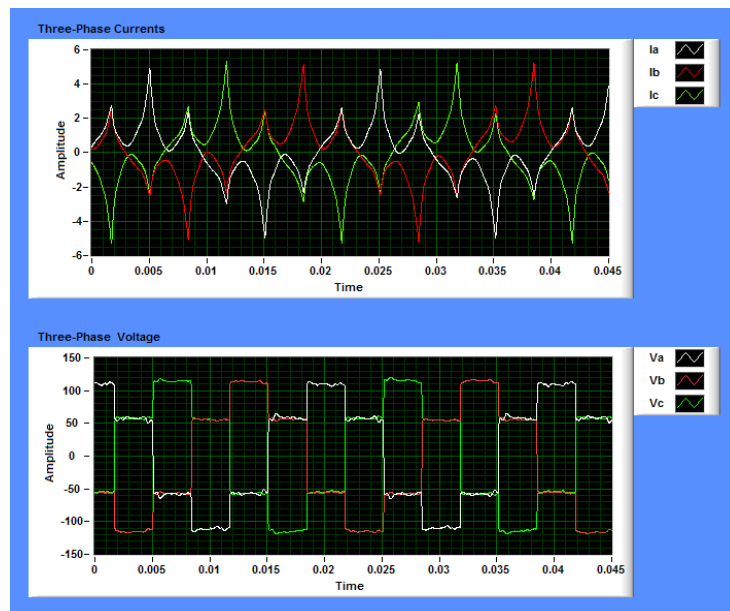 Three-Phase Currents
Ia
Ib
Ic
Amplitude
6
4
2
0
-2
-4
-6
0 0.005 0.01 0.015 0.02 0.025 0.03 0.035 0.04 0.045
Time
Three-Phase Voltage
Va
Vb
Vc
Amplitude
150
100
50
0
-50
-100
-150
0 0.005 0.01 0.015 0.02 0.025 0.03 0.035 0.04 0.045
Time